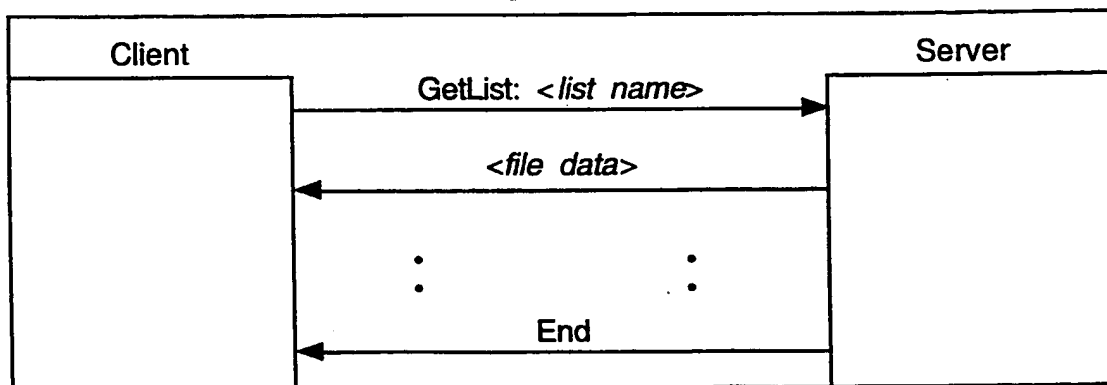 Client
Server
GetList: <list name>
<file data>
End